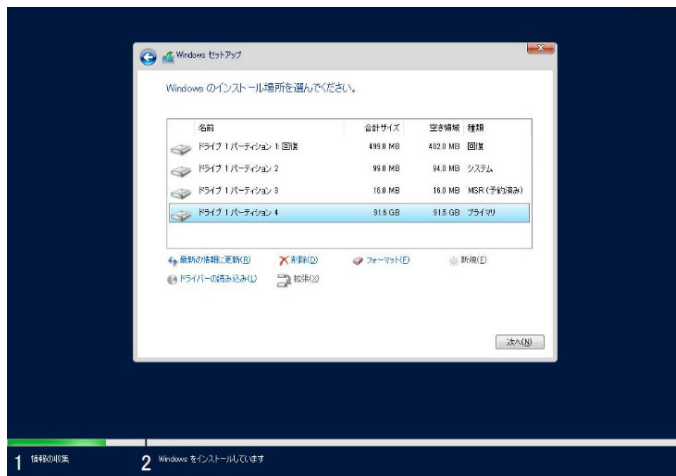 Windows セットアップ
Windows のインストール場所を選んでください。
名前 合計サイズ 空き領域 種類
ドライブ 1 パーティション 1: 回復 499.0 MB 482.0 MB 回復
ドライブ 1 パーティション 2 99.0 MB 94.0 MB システム
ドライブ 1 パーティション 3 16.0 MB 16.0 MB MSR (予約済み)
ドライブ 1 パーティション 4 91.5 GB 91.5 GB プライマリ
最新の情報に更新(R) 削除(D) フォーマット(F) 新規(E)
ドライバーの読み込み(L) 拡張(X)
次へ(N)
1 情報の収集 2 Windows をインストールしています